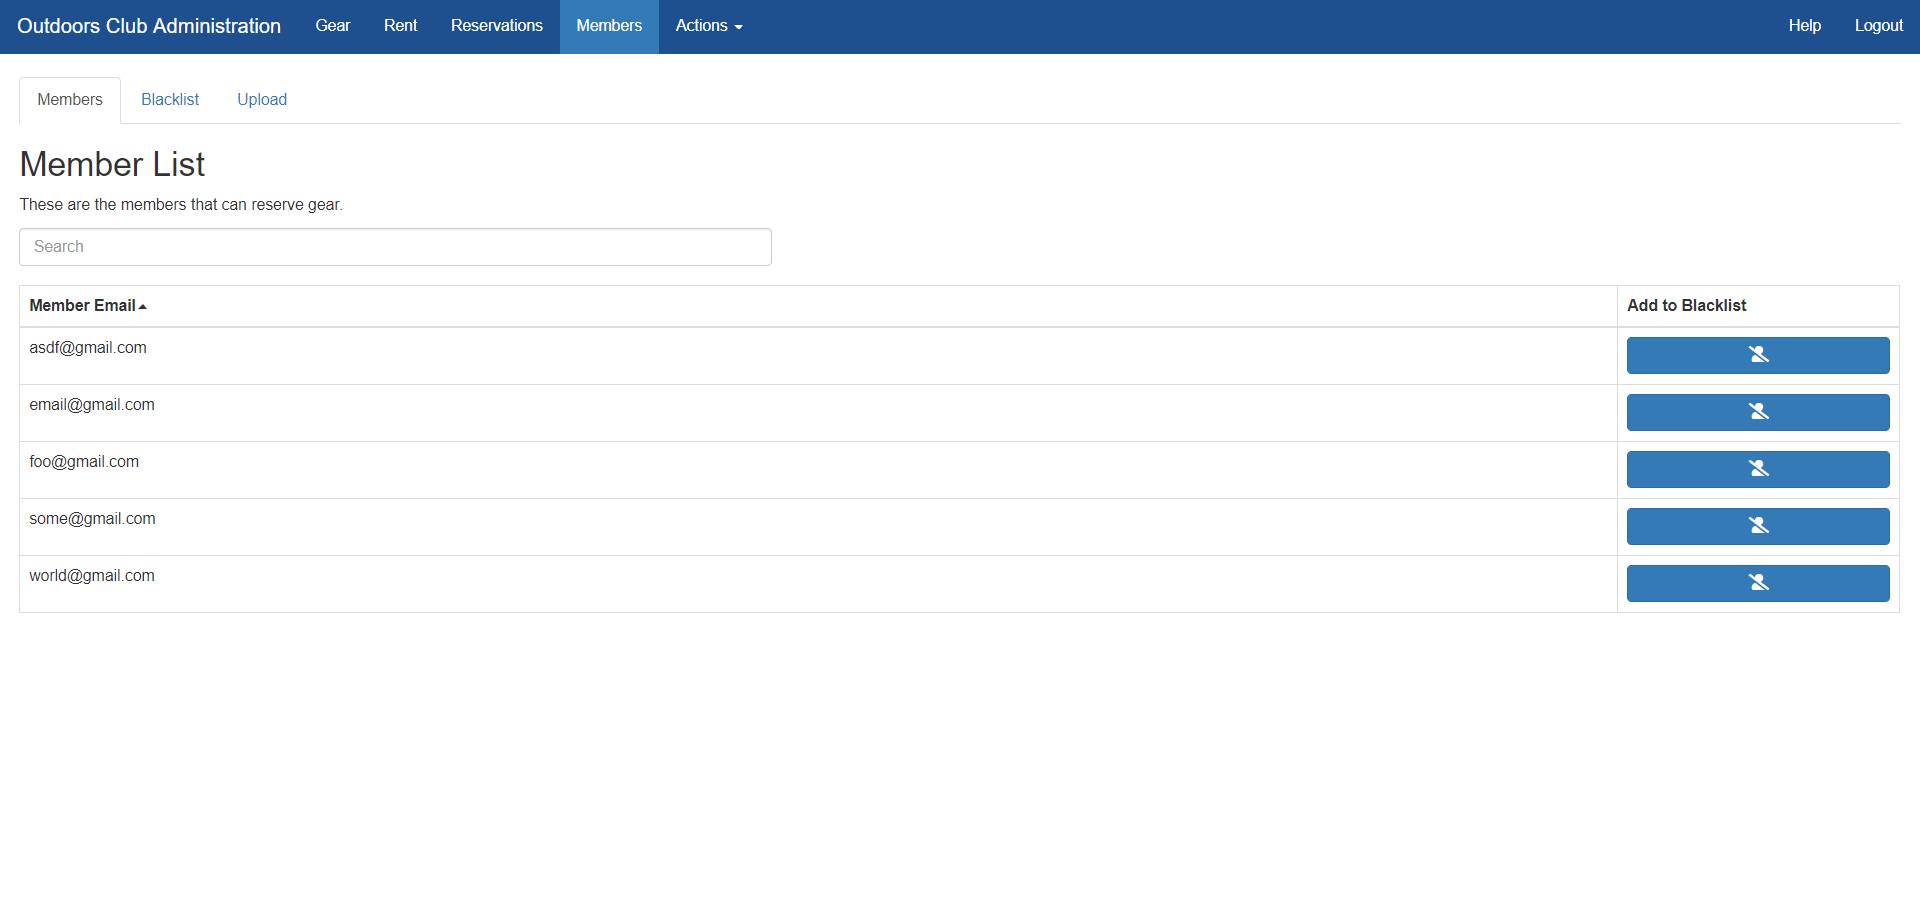 Outdoors Club Administration Gear Rent Reservations Members Actions Help Logout
Members Blacklist Upload
Member List
These are the members that can reserve gear.
Search
Member Email Add to Blacklist
asdf@gmail.com
email@gmail.com
foo@gmail.com
some@gmail.com
world@gmail.com